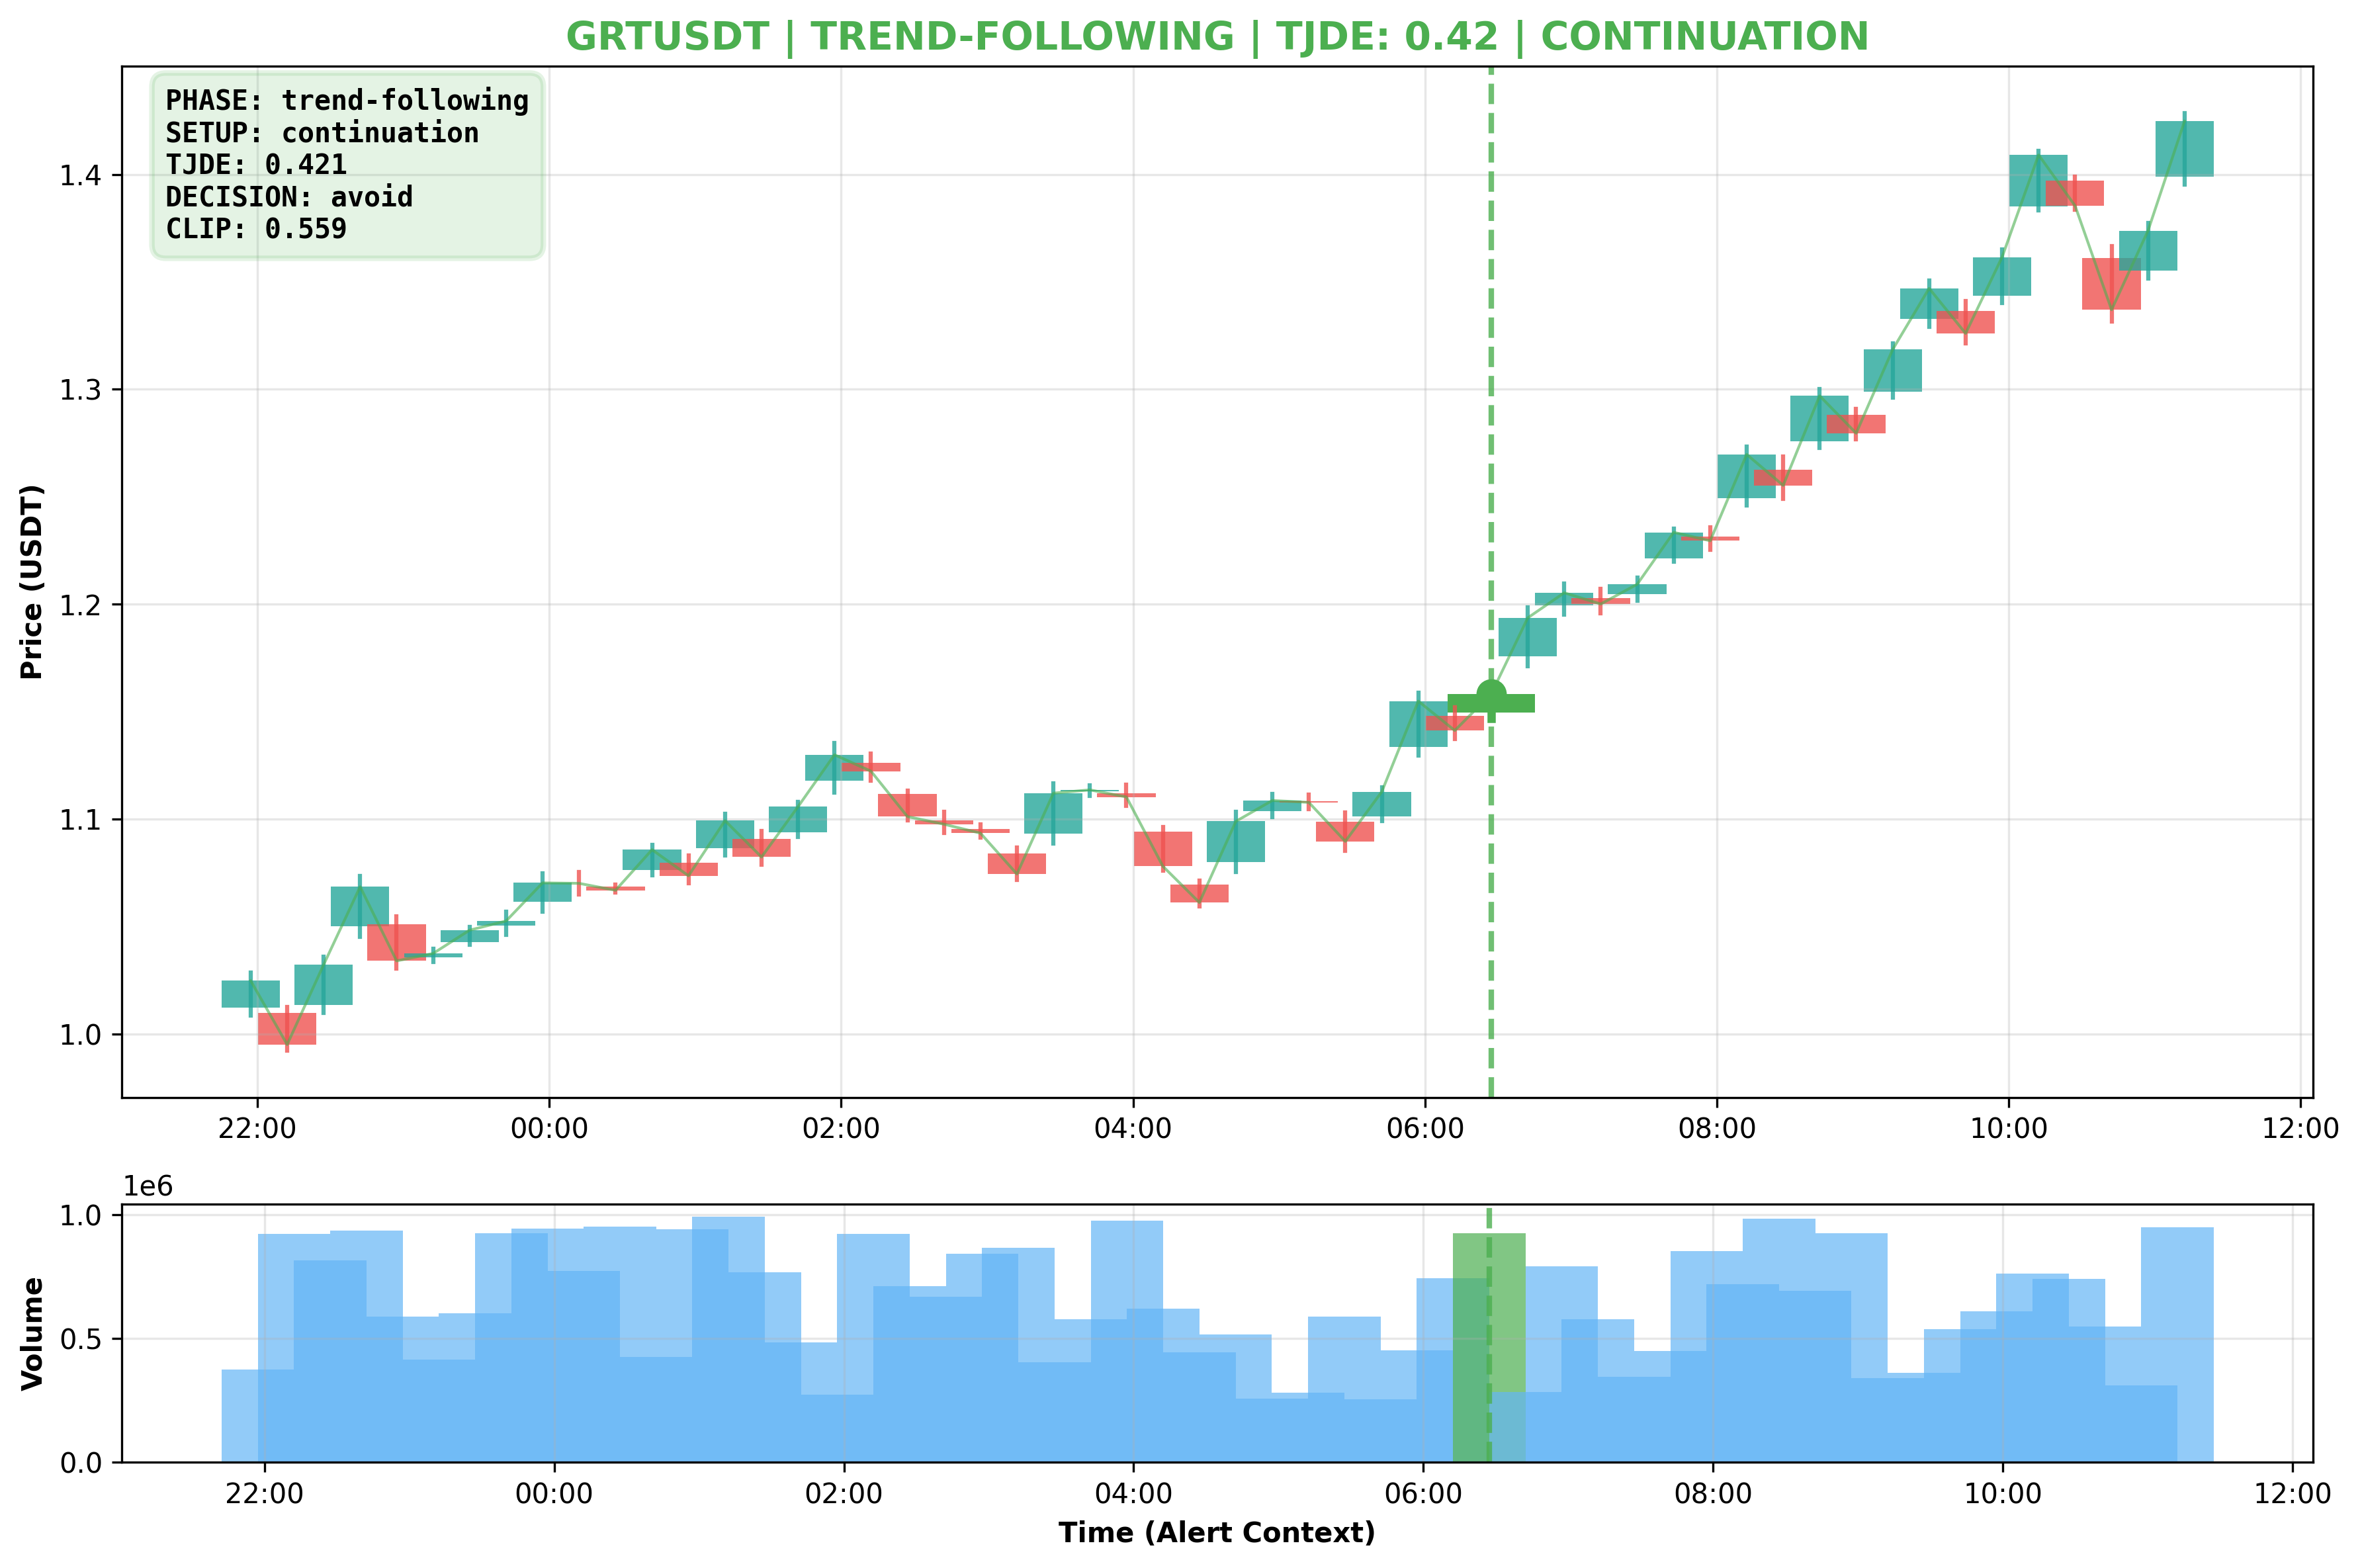 GRTUSDT | TREND-FOLLOWING | TJDE: 0.42 | CONTINUATION
PHASE: trend-following
SETUP: continuation
TJDE: 0.421
DECISION: avoid
CLIP: 0.559
Price (USDT)
1.4
1.3
1.2
1.1
1.0
22:00 00:00 02:00 04:00 06:00 08:00 10:00 12:00
1e6
Volume
1.0
0.5
0.0
22:00 00:00 02:00 04:00 06:00 08:00 10:00 12:00
Time (Alert Context)